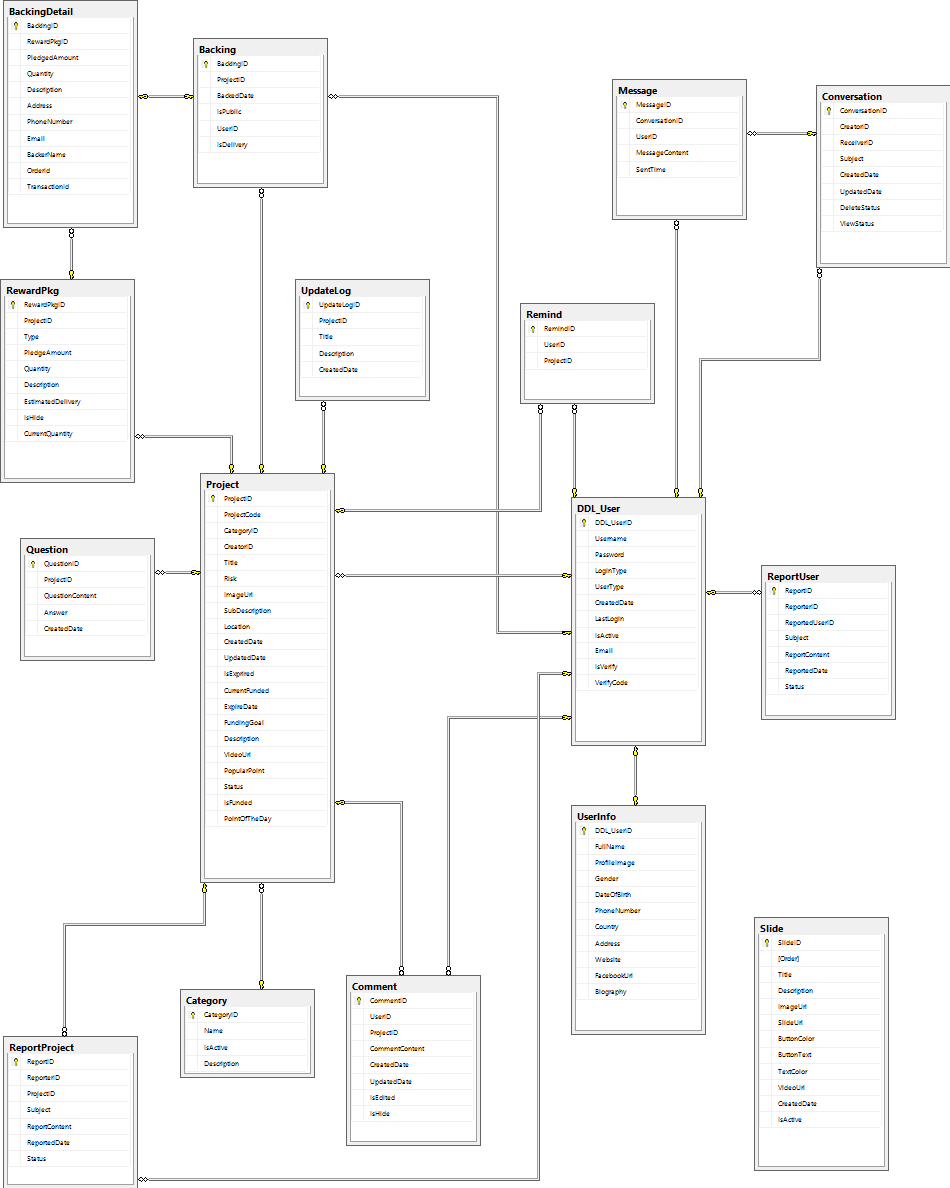 BackingDetail
BackingID
RewardPkgID
PledgedAmount
Quantity
Description
Address
PhoneNumber
Email
BackerName
OrderId
TransactionId
Backing
BackingID
ProjectID
BackedDate
IsPublic
UserID
IsDelivery
Message
MessageID
ConversationID
UserID
MessageContent
SentTime
Conversation
ConversationID
CreatorID
ReceiverID
Subject
CreatedDate
UpdatedDate
DeleteStatus
ViewStatus
RewardPkg
RewardPkgID
ProjectID
Type
PledgeAmount
Quantity
Description
EstimatedDelivery
IsHide
CurrentQuantity
UpdateLog
UpdateLogID
ProjectID
Title
Description
CreatedDate
Remind
RemindID
UserID
ProjectID
Project
ProjectID
ProjectCode
CategoryID
CreatorID
Title
Risk
ImageUrl
SubDescription
Location
CreatedDate
UpdatedDate
IsExprired
CurrentFunded
ExpireDate
FundingGoal
Description
VideoUrl
PopularPoint
Status
IsFunded
PointOfTheDay
DDL_User
DDL_UserID
Username
Password
LoginType
UserType
CreatedDate
LastLogin
IsActive
Email
IsVerify
VerifyCode
Question
QuestionID
ProjectID
QuestionContent
Answer
CreatedDate
ReportUser
ReportID
ReporterID
ReportedUserID
Subject
ReportContent
ReportedDate
Status
UserInfo
DDL_UserID
FullName
ProfileImage
Gender
DateOfBirth
PhoneNumber
Country
Address
Website
FacebookUrl
Biography
Slide
SlideID
[Order]
Title
Description
ImageUrl
SlideUrl
ButtonColor
ButtonText
TextColor
VideoUrl
CreatedDate
IsActive
Category
CategoryID
Name
IsActive
Description
Comment
CommentID
UserID
ProjectID
CommentContent
CreatedDate
UpdatedDate
IsEdited
IsHide
ReportProject
ReportID
ReporterID
ProjectID
Subject
ReportContent
ReportedDate
Status